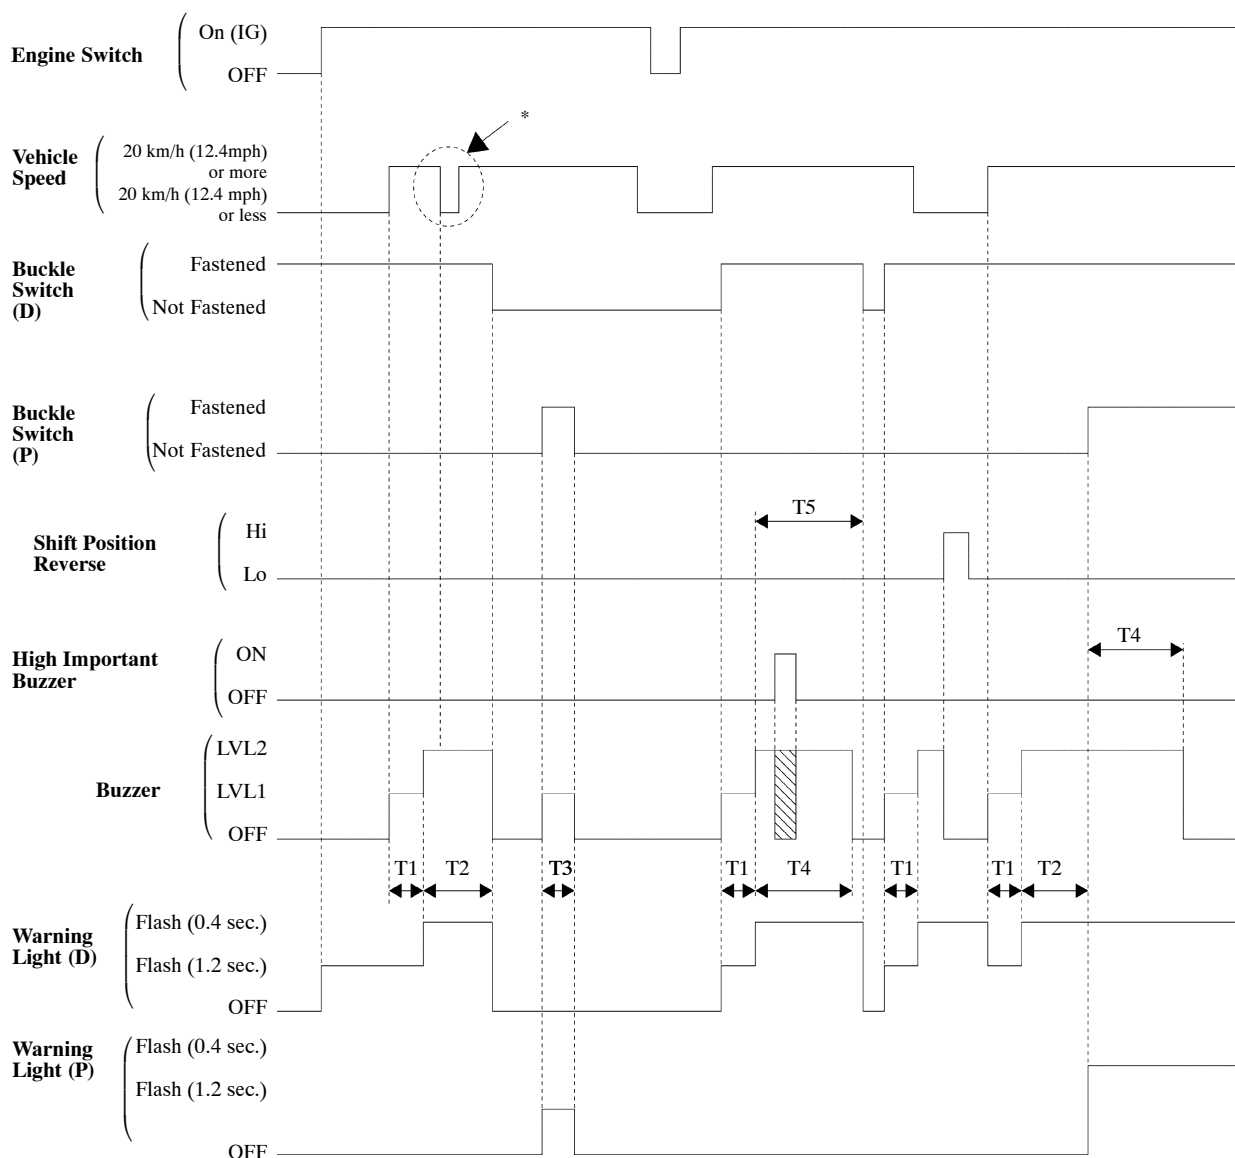 Engine Switch
On (IG)
OFF
*
Vehicle
Speed
20 km/h (12.4mph)
or more
20 km/h (12.4 mph)
or less
Buckle
Switch
(D)
Fastened
Not Fastened
Buckle
Switch
(P)
Fastened
Not Fastened
T5
Shift Position
Reverse
Hi
Lo
T4
High Important
Buzzer
ON
OFF
Buzzer
LVL2
LVL1
OFF
T1 T2 T3 T1 T4 T1 T1 T2
Warning
Light (D)
Flash (0.4 sec.)
Flash (1.2 sec.)
OFF
Warning
Light (P)
Flash (0.4 sec.)
Flash (1.2 sec.)
OFF